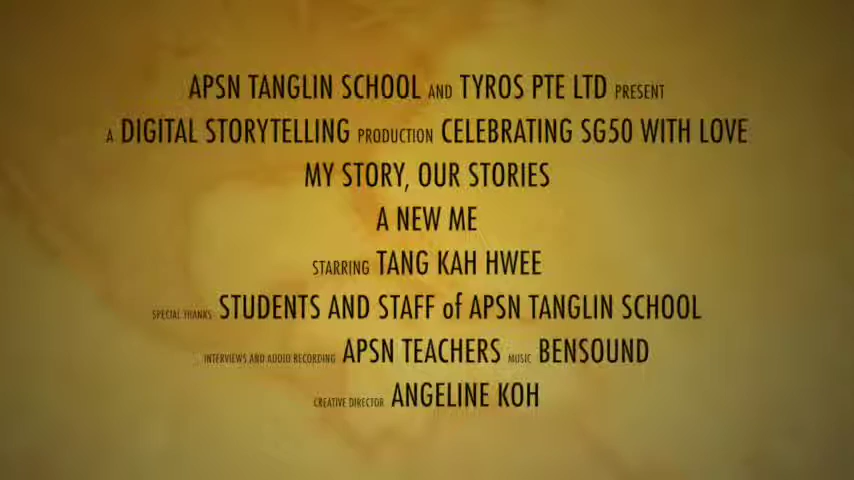 APSN TANGLIN SCHOOL AND TYROS PTE LTD PRESENT
A DIGITAL STORYTELLING PRODUCTION CELEBRATING SG50 WITH LOVE
MY STORY, OUR STORIES
A NEW ME
STARRING TANG KAH HWEE
SPECIAL THANKS STUDENTS AND STAFF of APSN TANGLIN SCHOOL
INTERVIEWS AND AUDIO RECORDING APSN TEACHERS MUSIC BENSOUND
CREATIVE DIRECTOR ANGELINE KOH